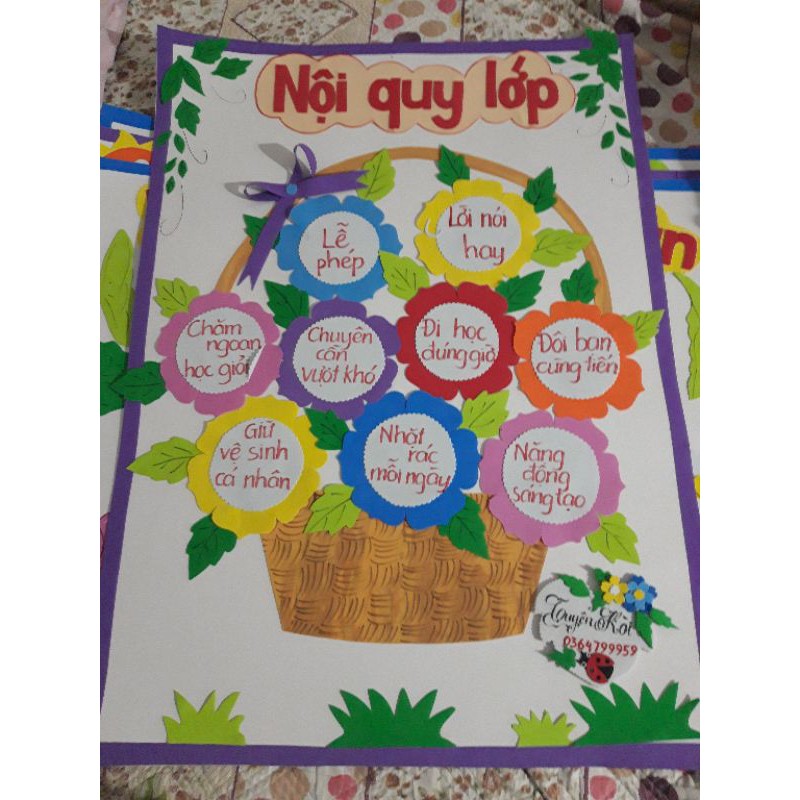 Nội quy lớp
Lễ
phép
Lời nói
hay
Chăm
ngoan
học giỏi
Chuyên
cần
vượt khó
Đi học
đúng giờ
Đôi bạn
cùng tiến
Giữ
vệ sinh
cá nhân
Nhặt
rác
mỗi ngày
Năng
động
sáng tạo
0364799959